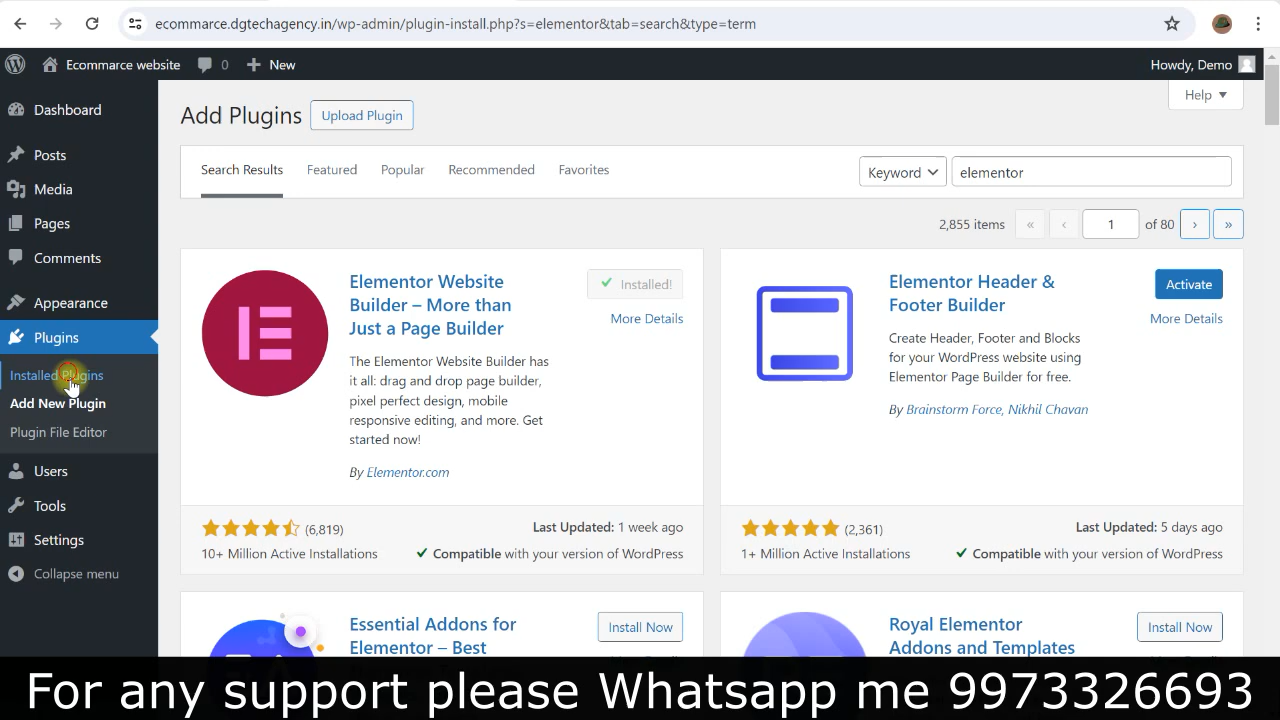 ecommerce.dgtechagency.in/wp-admin/plugin-install.php?s=elementor&tab=search&type=term
Ecommerce website 0 New Howdy, Demo
Dashboard
Posts
Media
Pages
Comments
Appearance
Plugins
Installed Plugins
Add New Plugin
Plugin File Editor
Users
Tools
Settings
Collapse menu
Help
Add Plugins Upload Plugin
Search Results Featured Popular Recommended Favorites Keyword elementor
2,855 items « ‹ 1 of 80 › »
Elementor Website
Builder – More than
Just a Page Builder
Installed!
More Details
The Elementor Website Builder has
it all: drag and drop page builder,
pixel perfect design, mobile
responsive editing, and more. Get
started now!
By Elementor.com
(6,819)
10+ Million Active Installations
Last Updated: 1 week ago
Compatible with your version of WordPress
Elementor Header &
Footer Builder
Activate
More Details
Create Header, Footer and Blocks
for your WordPress website using
Elementor Page Builder for free.
By Brainstorm Force, Nikhil Chavan
(2,361)
1+ Million Active Installations
Last Updated: 5 days ago
Compatible with your version of WordPress
Essential Addons for
Elementor – Best
Install Now
Royal Elementor
Addons and Templates
Install Now
For any support please Whatsapp me 9973326693